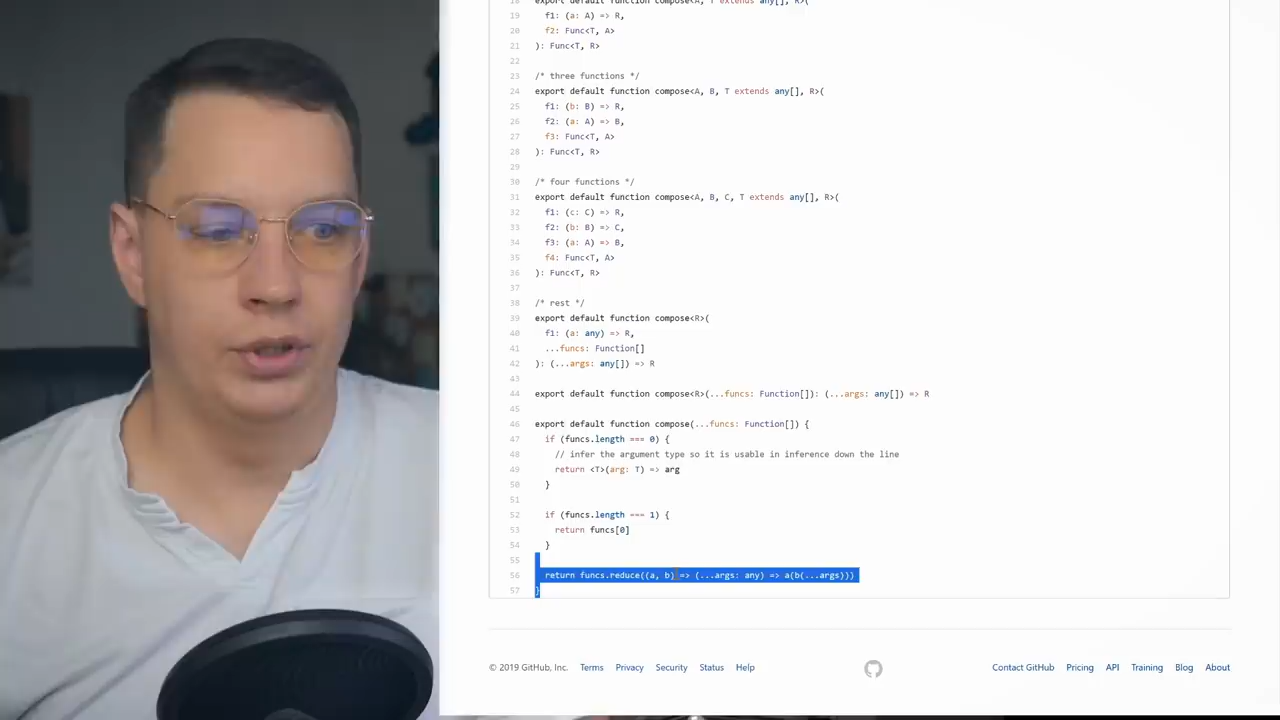 18 export default function compose<A, T extends any[], R>(
19 f1: (a: A) => R,
20 f2: Func<T, A>
21 ): Func<T, R>
22
23 /* three functions */
24 export default function compose<A, B, T extends any[], R>(
25 f1: (b: B) => R,
26 f2: (a: A) => B,
27 f3: Func<T, A>
28 ): Func<T, R>
29
30 /* four functions */
31 export default function compose<A, B, C, T extends any[], R>(
32 f1: (c: C) => R,
33 f2: (b: B) => C,
34 f3: (a: A) => B,
35 f4: Func<T, A>
36 ): Func<T, R>
37
38 /* rest */
39 export default function compose<R>(
40 f1: (a: any) => R,
41 ...funcs: Function[]
42 ): (...args: any[]) => R
43
44 export default function compose<R>(...funcs: Function[]): (...args: any[]) => R
45
46 export default function compose(...funcs: Function[]) {
47 if (funcs.length === 0) {
48 // infer the argument type so it is usable in inference down the line
49 return <T>(arg: T) => arg
50 }
51
52 if (funcs.length === 1) {
53 return funcs[0]
54 }
55
56 return funcs.reduce((a, b) => (...args: any) => a(b(...args)))
57 }
© 2019 GitHub, Inc. Terms Privacy Security Status Help Contact GitHub Pricing API Training Blog About